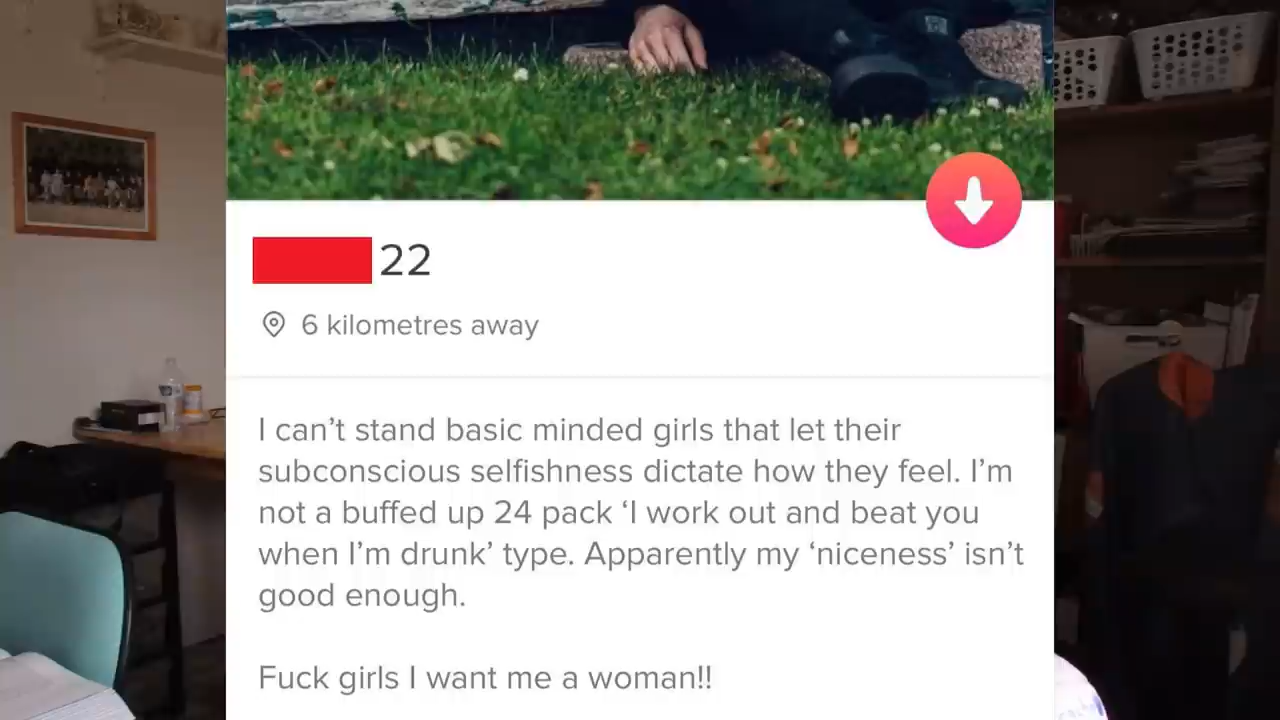 22
6 kilometres away
I can’t stand basic minded girls that let their
subconscious selfishness dictate how they feel. I’m
not a buffed up 24 pack ‘I work out and beat you
when I’m drunk’ type. Apparently my ‘niceness’ isn’t
good enough.
Fuck girls I want me a woman!!